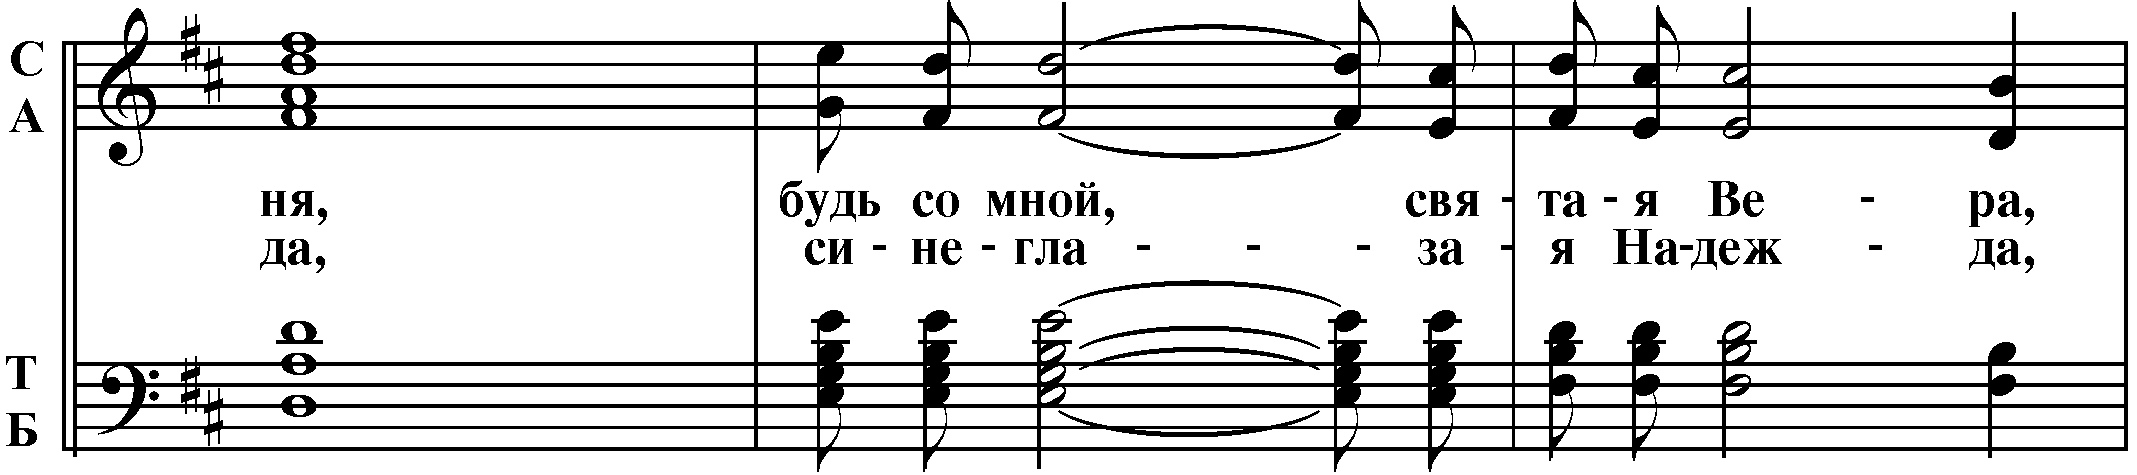 С
А
ня, будь со мной, свя - та - я Ве - ра,
да, си - не - гла - - - за - я На-деж - да,
Т
Б